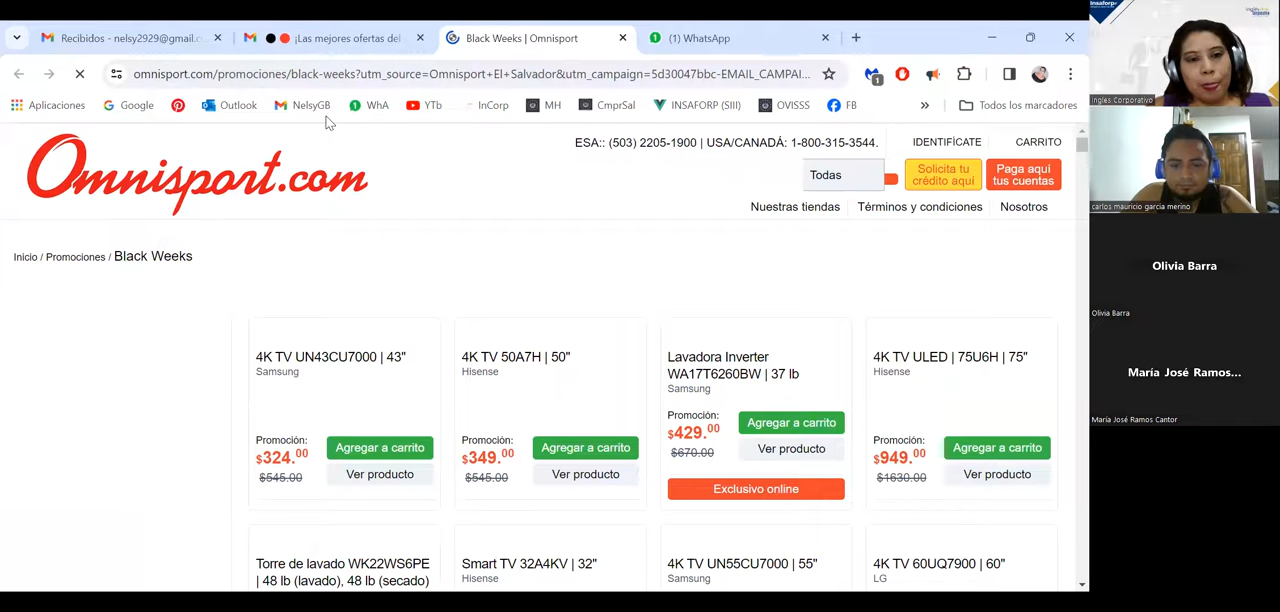 Recibidos - nelsy2929@gmail.c
¡Las mejores ofertas del
Black Weeks | Omnisport
(1) WhatsApp
omnisport.com/promociones/black-weeks?utm_source=Omnisport+El+Salvador&utm_campaign=5d30047bbc-EMAIL_CAMPAI...
1
Aplicaciones
Google
Outlook
NelsyGB
WhA
YTb
InCorp
MH
CmprSal
INSAFORP (SIII)
OVISSS
FB
»
Todos los marcadores
Omnisport.com
ESA:: (503) 2205-1900 | USA/CANADÁ: 1-800-315-3544.
IDENTIFÍCATE
CARRITO
Todas
Solicita tu
crédito aquí
Paga aquí
tus cuentas
Nuestras tiendas
Términos y condiciones
Nosotros
Inicio / Promociones / Black Weeks
4K TV UN43CU7000 | 43"
Samsung
Promoción:
$324.00
$545.00
Agregar a carrito
Ver producto
4K TV 50A7H | 50"
Hisense
Promoción:
$349.00
$545.00
Agregar a carrito
Ver producto
Lavadora Inverter
WA17T6260BW | 37 lb
Samsung
Promoción:
$429.00
$670.00
Agregar a carrito
Ver producto
Exclusivo online
4K TV ULED | 75U6H | 75"
Hisense
Promoción:
$949.00
$1630.00
Agregar a carrito
Ver producto
Torre de lavado WK22WS6PE
| 48 lb (lavado), 48 lb (secado)
Smart TV 32A4KV | 32"
Hisense
4K TV UN55CU7000 | 55"
Samsung
4K TV 60UQ7900 | 60"
LG
Insaforp
Ingles Corporativo
carlos mauricio garcia merino
Olivia Barra
Olivia Barra
María José Ramos...
María José Ramos Cantor